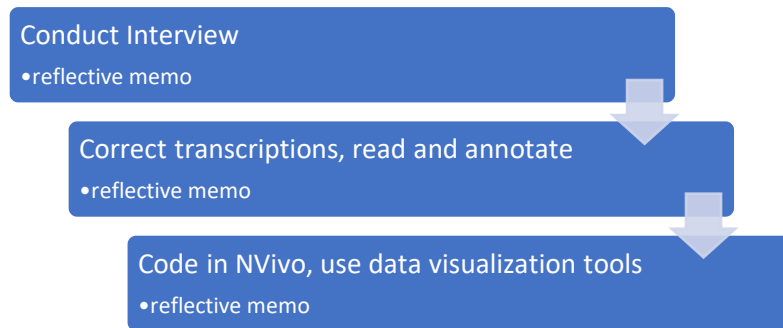 Conduct Interview
•reflective memo
Correct transcriptions, read and annotate
•reflective memo
Code in NVivo, use data visualization tools
•reflective memo